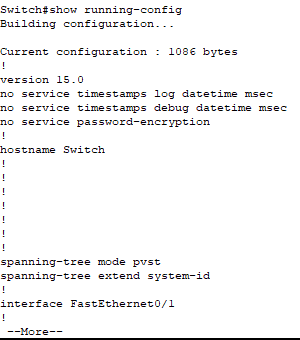 Switch#show running-config
Building configuration...

Current configuration : 1086 bytes
!
version 15.0
no service timestamps log datetime msec
no service timestamps debug datetime msec
no service password-encryption
!
hostname Switch
!
!
!
!
!
!
!
spanning-tree mode pvst
spanning-tree extend system-id
!
interface FastEthernet0/1
!
--More--